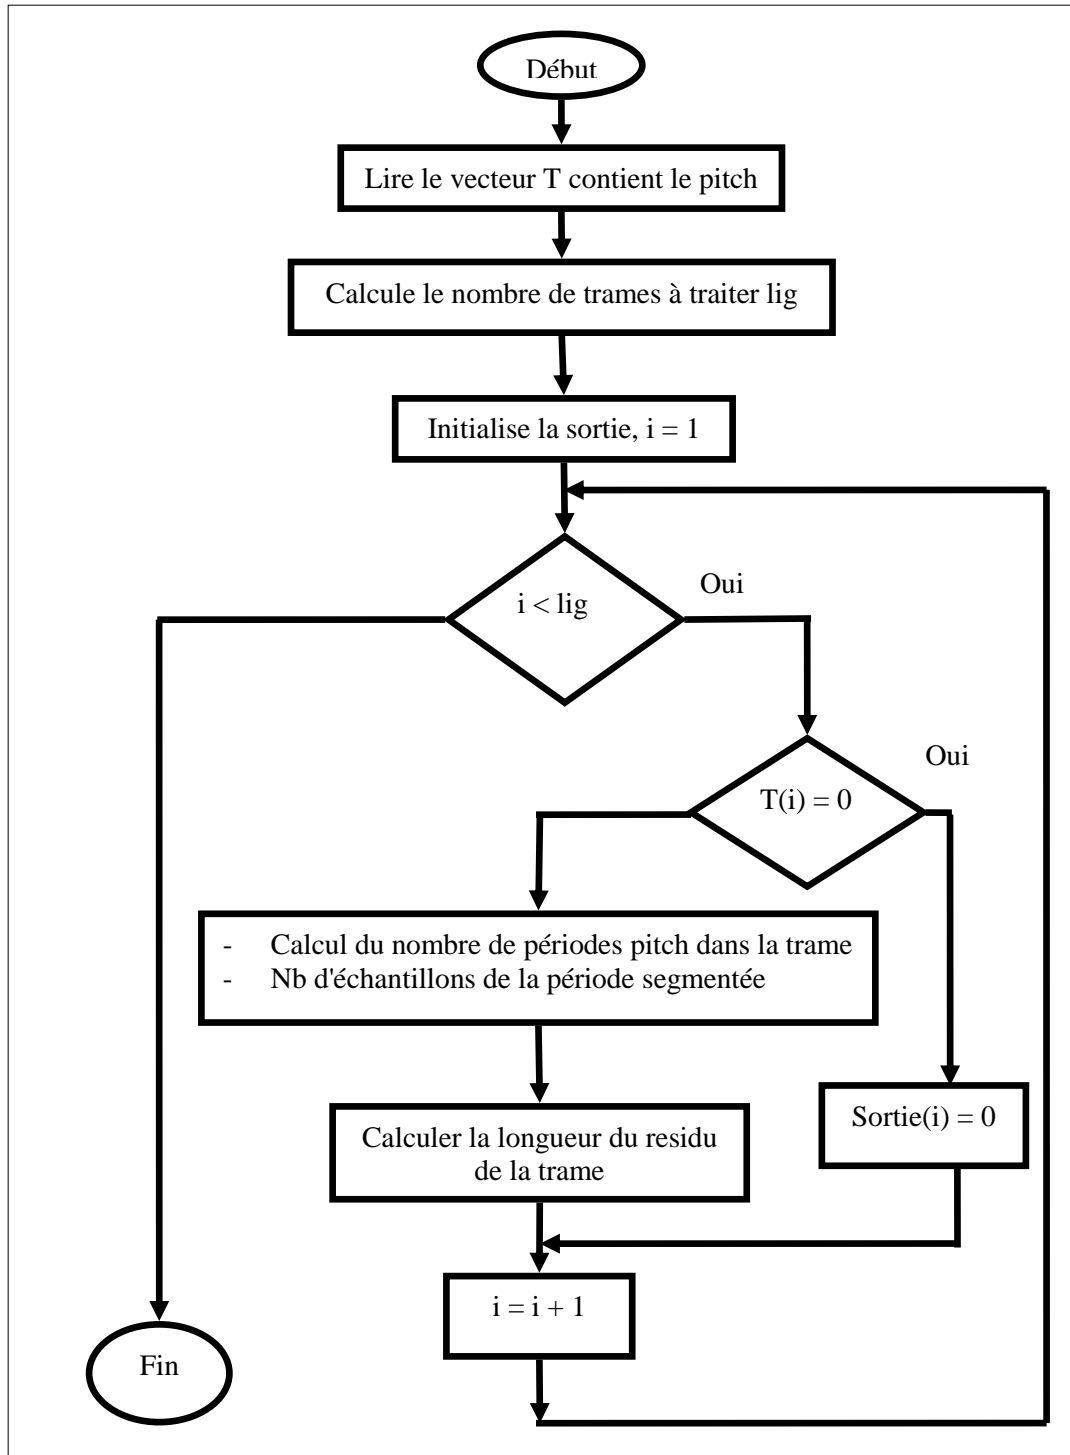 Début
Lire le vecteur T contient le pitch
Calcule le nombre de trames à traiter lig
Initialise la sortie, i = 1
i < lig
Oui
T(i) = 0
Oui
- Calcul du nombre de périodes pitch dans la trame
- Nb d'échantillons de la période segmentée
Calculer la longueur du residu
de la trame
Sortie(i) = 0
i = i + 1
Fin